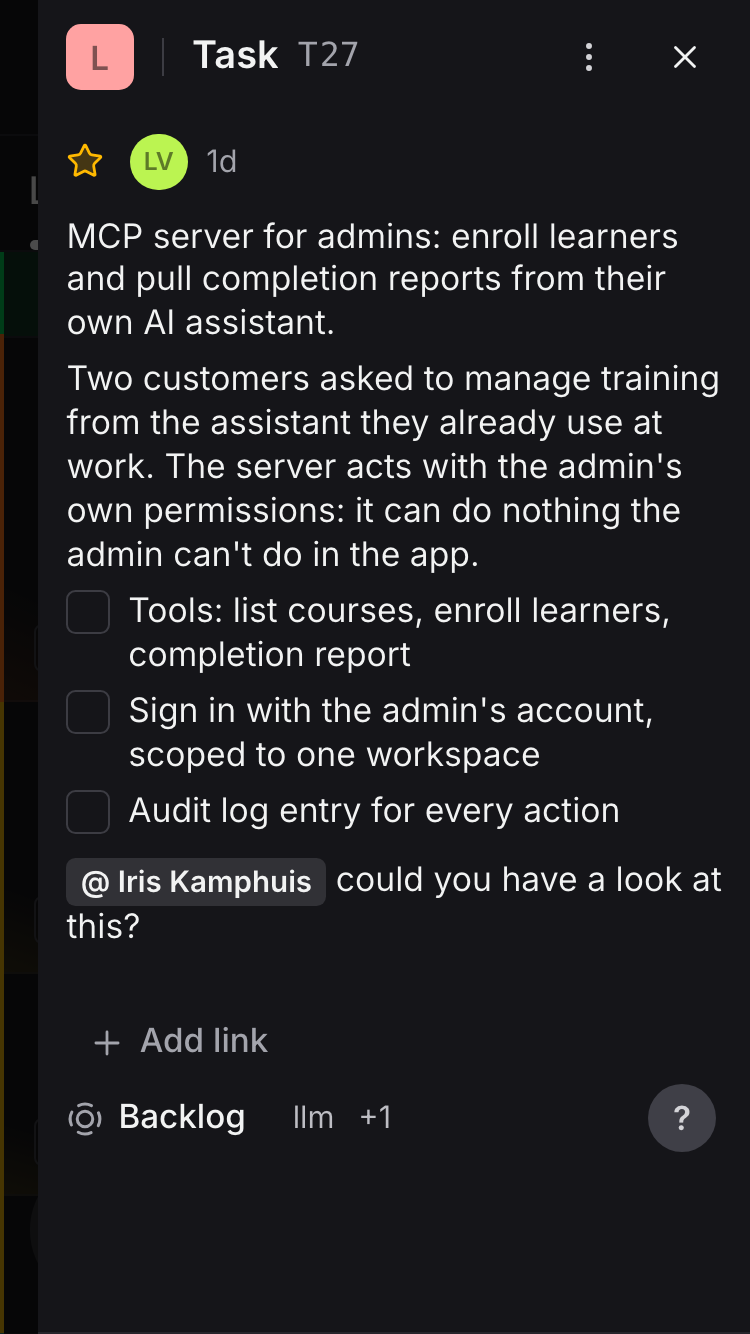 L
Task T27
LV 1d
MCP server for admins: enroll learners
and pull completion reports from their
own AI assistant.
Two customers asked to manage training
from the assistant they already use at
work. The server acts with the admin's
own permissions: it can do nothing the
admin can't do in the app.
Tools: list courses, enroll learners,
completion report
Sign in with the admin's account,
scoped to one workspace
Audit log entry for every action
@ Iris Kamphuis could you have a look at
this?
+ Add link
Backlog llm +1
?